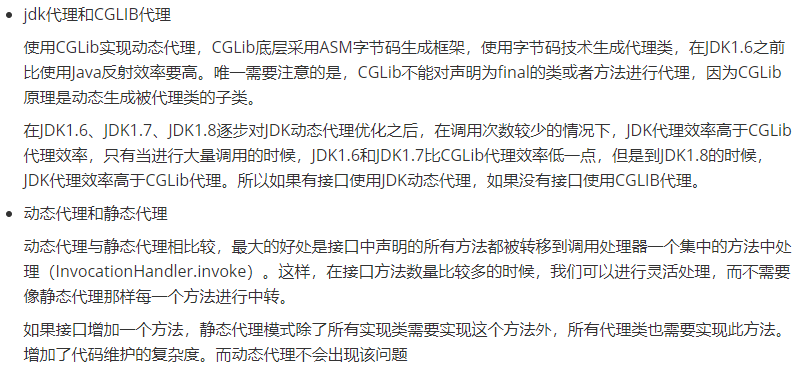 jdk代理和CGLIB代理
使用CGLib实现动态代理，CGLib底层采用ASM字节码生成框架，使用字节码技术生成代理类，在JDK1.6之前
比使用Java反射效率要高。唯一需要注意的是，CGLib不能对声明为final的类或者方法进行代理，因为CGLib
原理是动态生成被代理类的子类。
在JDK1.6、JDK1.7、JDK1.8逐步对JDK动态代理优化之后，在调用次数较少的情况下，JDK代理效率高于CGLib
代理效率，只有当进行大量调用的时候，JDK1.6和JDK1.7比CGLib代理效率低一点，但是到JDK1.8的时候，
JDK代理效率高于CGLib代理。所以如果有接口使用JDK动态代理，如果没有接口使用CGLIB代理。
动态代理和静态代理
动态代理与静态代理相比较，最大的好处是接口中声明的所有方法都被转移到调用处理器一个集中的方法中处
理（InvocationHandler.invoke）。这样，在接口方法数量比较多的时候，我们可以进行灵活处理，而不需要
像静态代理那样每一个方法进行中转。
如果接口增加一个方法，静态代理模式除了所有实现类需要实现这个方法外，所有代理类也需要实现此方法。
增加了代码维护的复杂度。而动态代理不会出现该问题